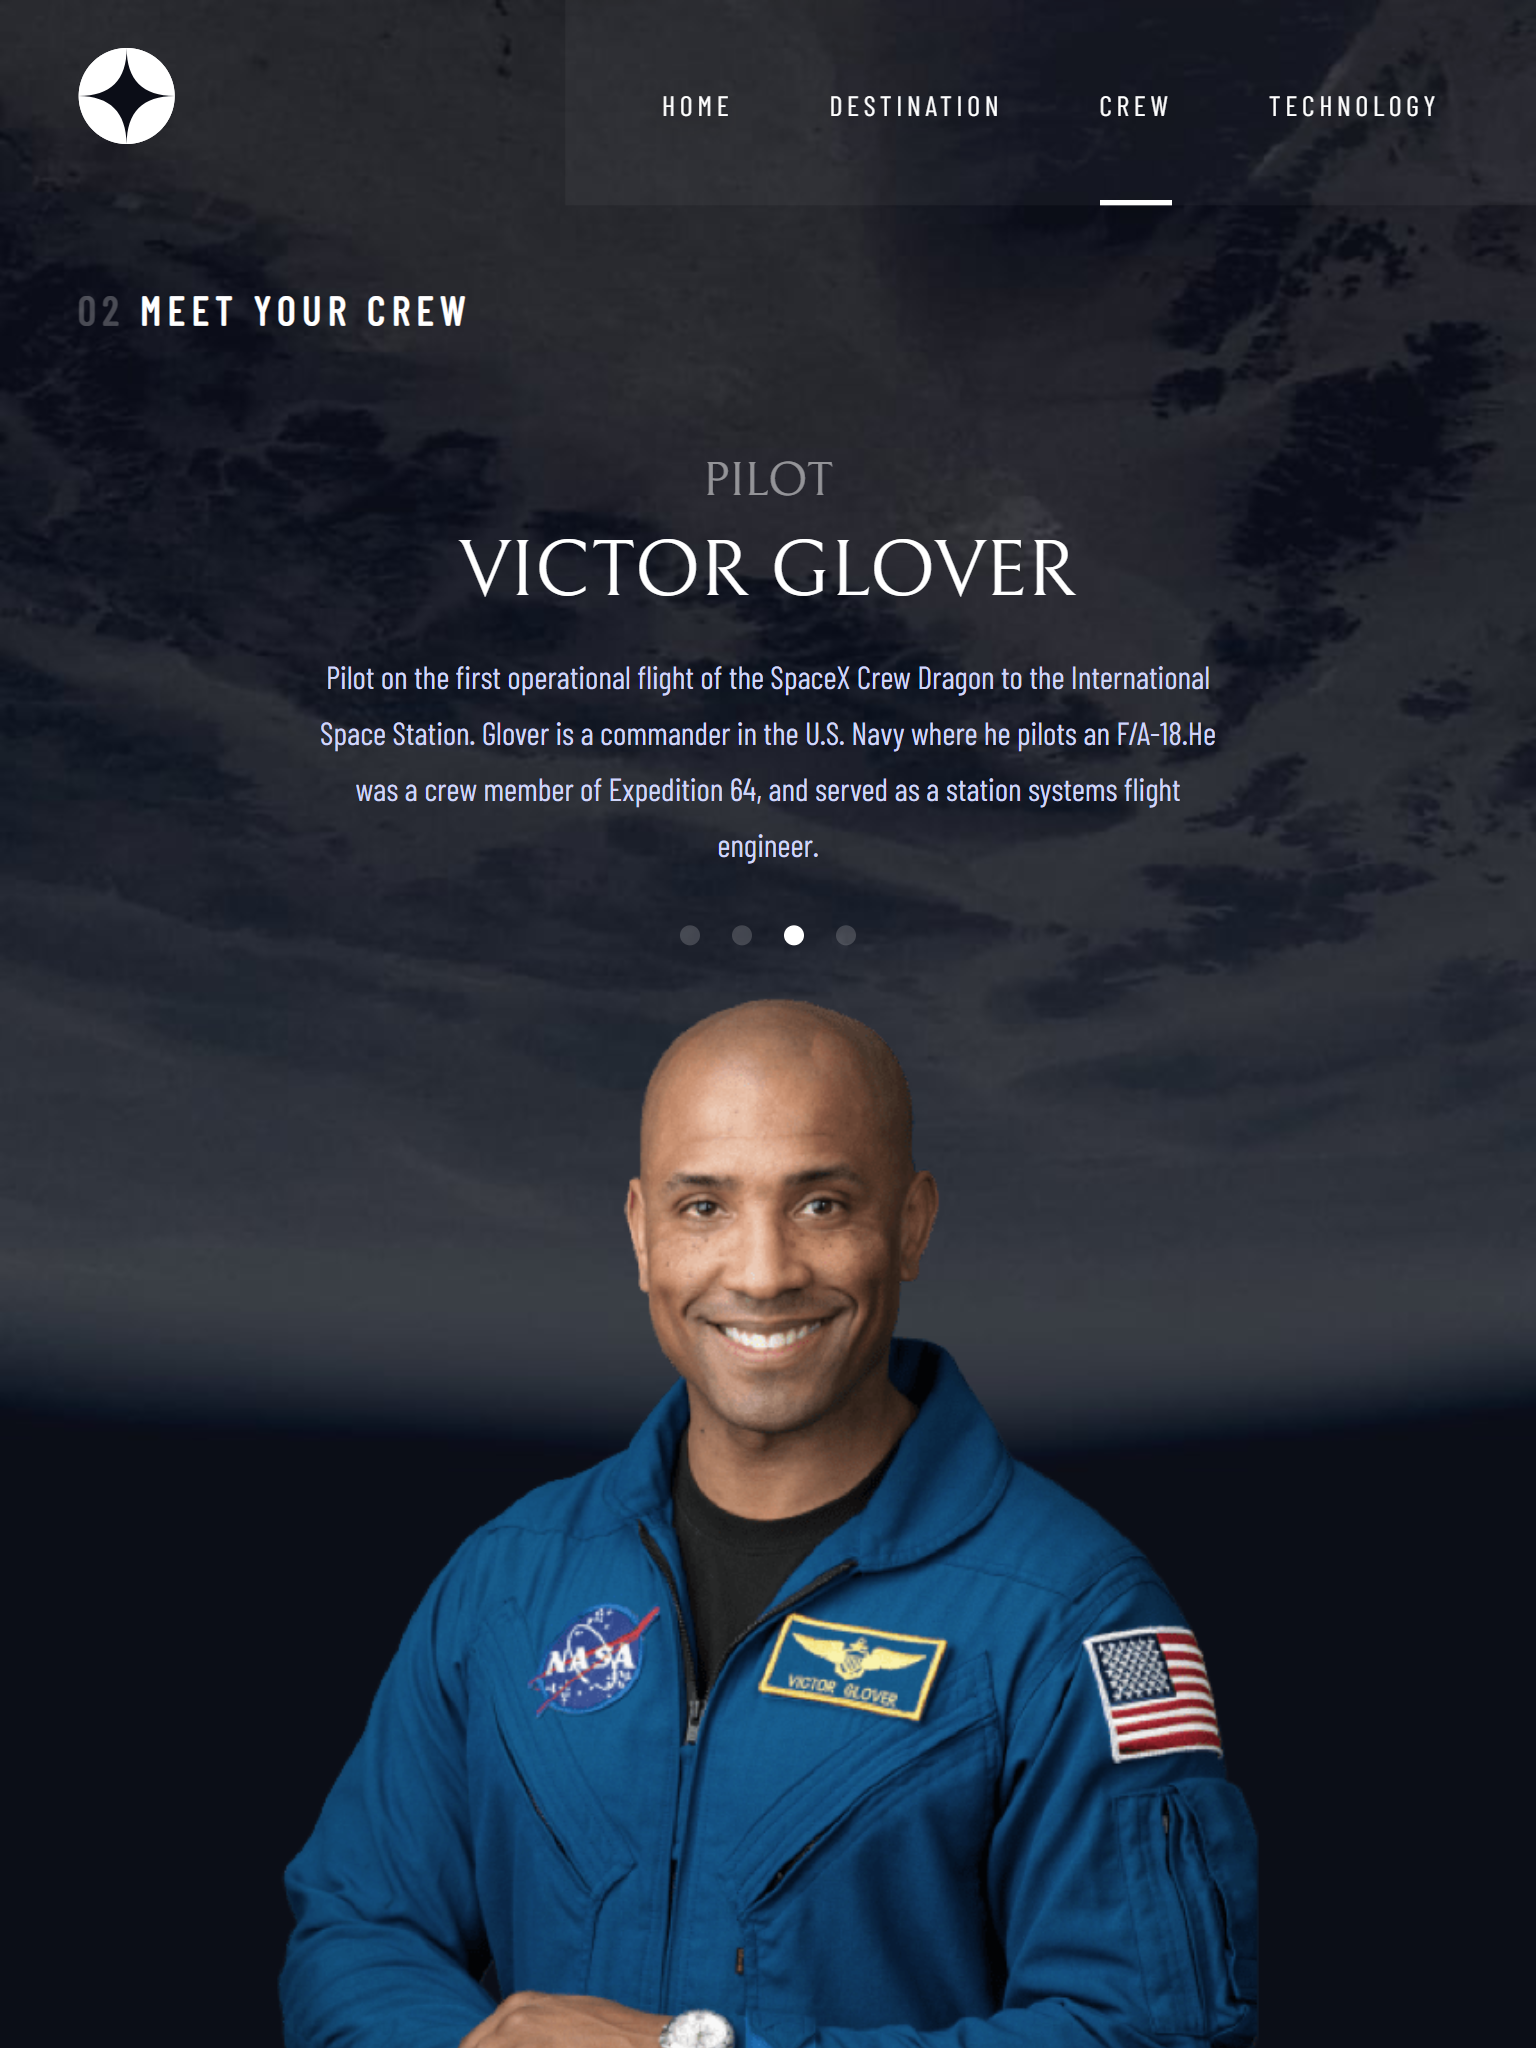 HOME DESTINATION CREW TECHNOLOGY
02 MEET YOUR CREW
PILOT
VICTOR GLOVER
Pilot on the first operational flight of the SpaceX Crew Dragon to the International
Space Station. Glover is a commander in the U.S. Navy where he pilots an F/A-18.He
was a crew member of Expedition 64, and served as a station systems flight
engineer.
NASA
VICTOR GLOVER